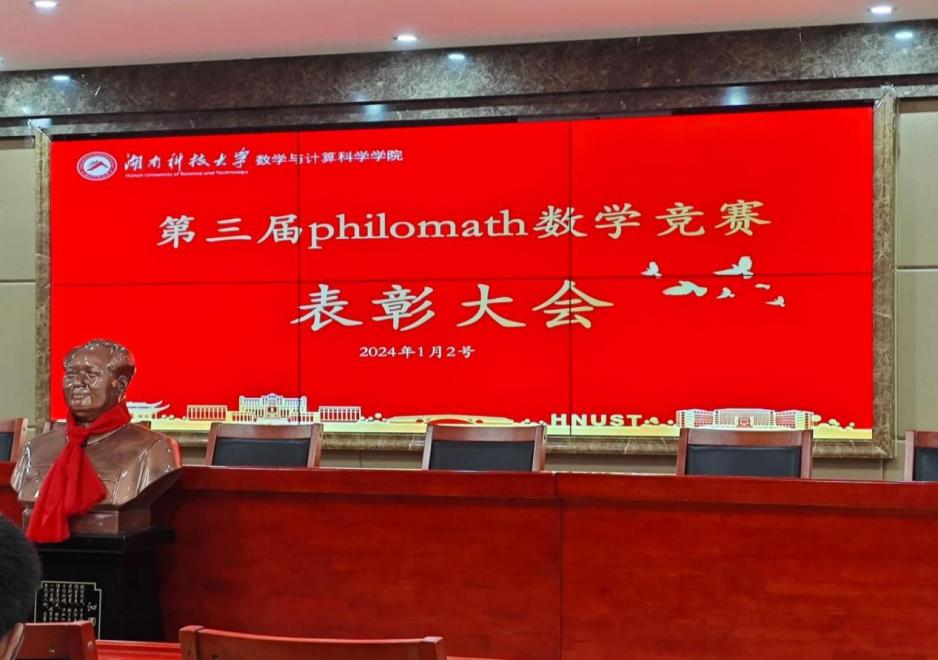 湖南科技大学 数学与计算科学学院
Hunan University of Science and Technology
第三届philomath数学竞赛
表彰大会
2024年1月2号
HNUST